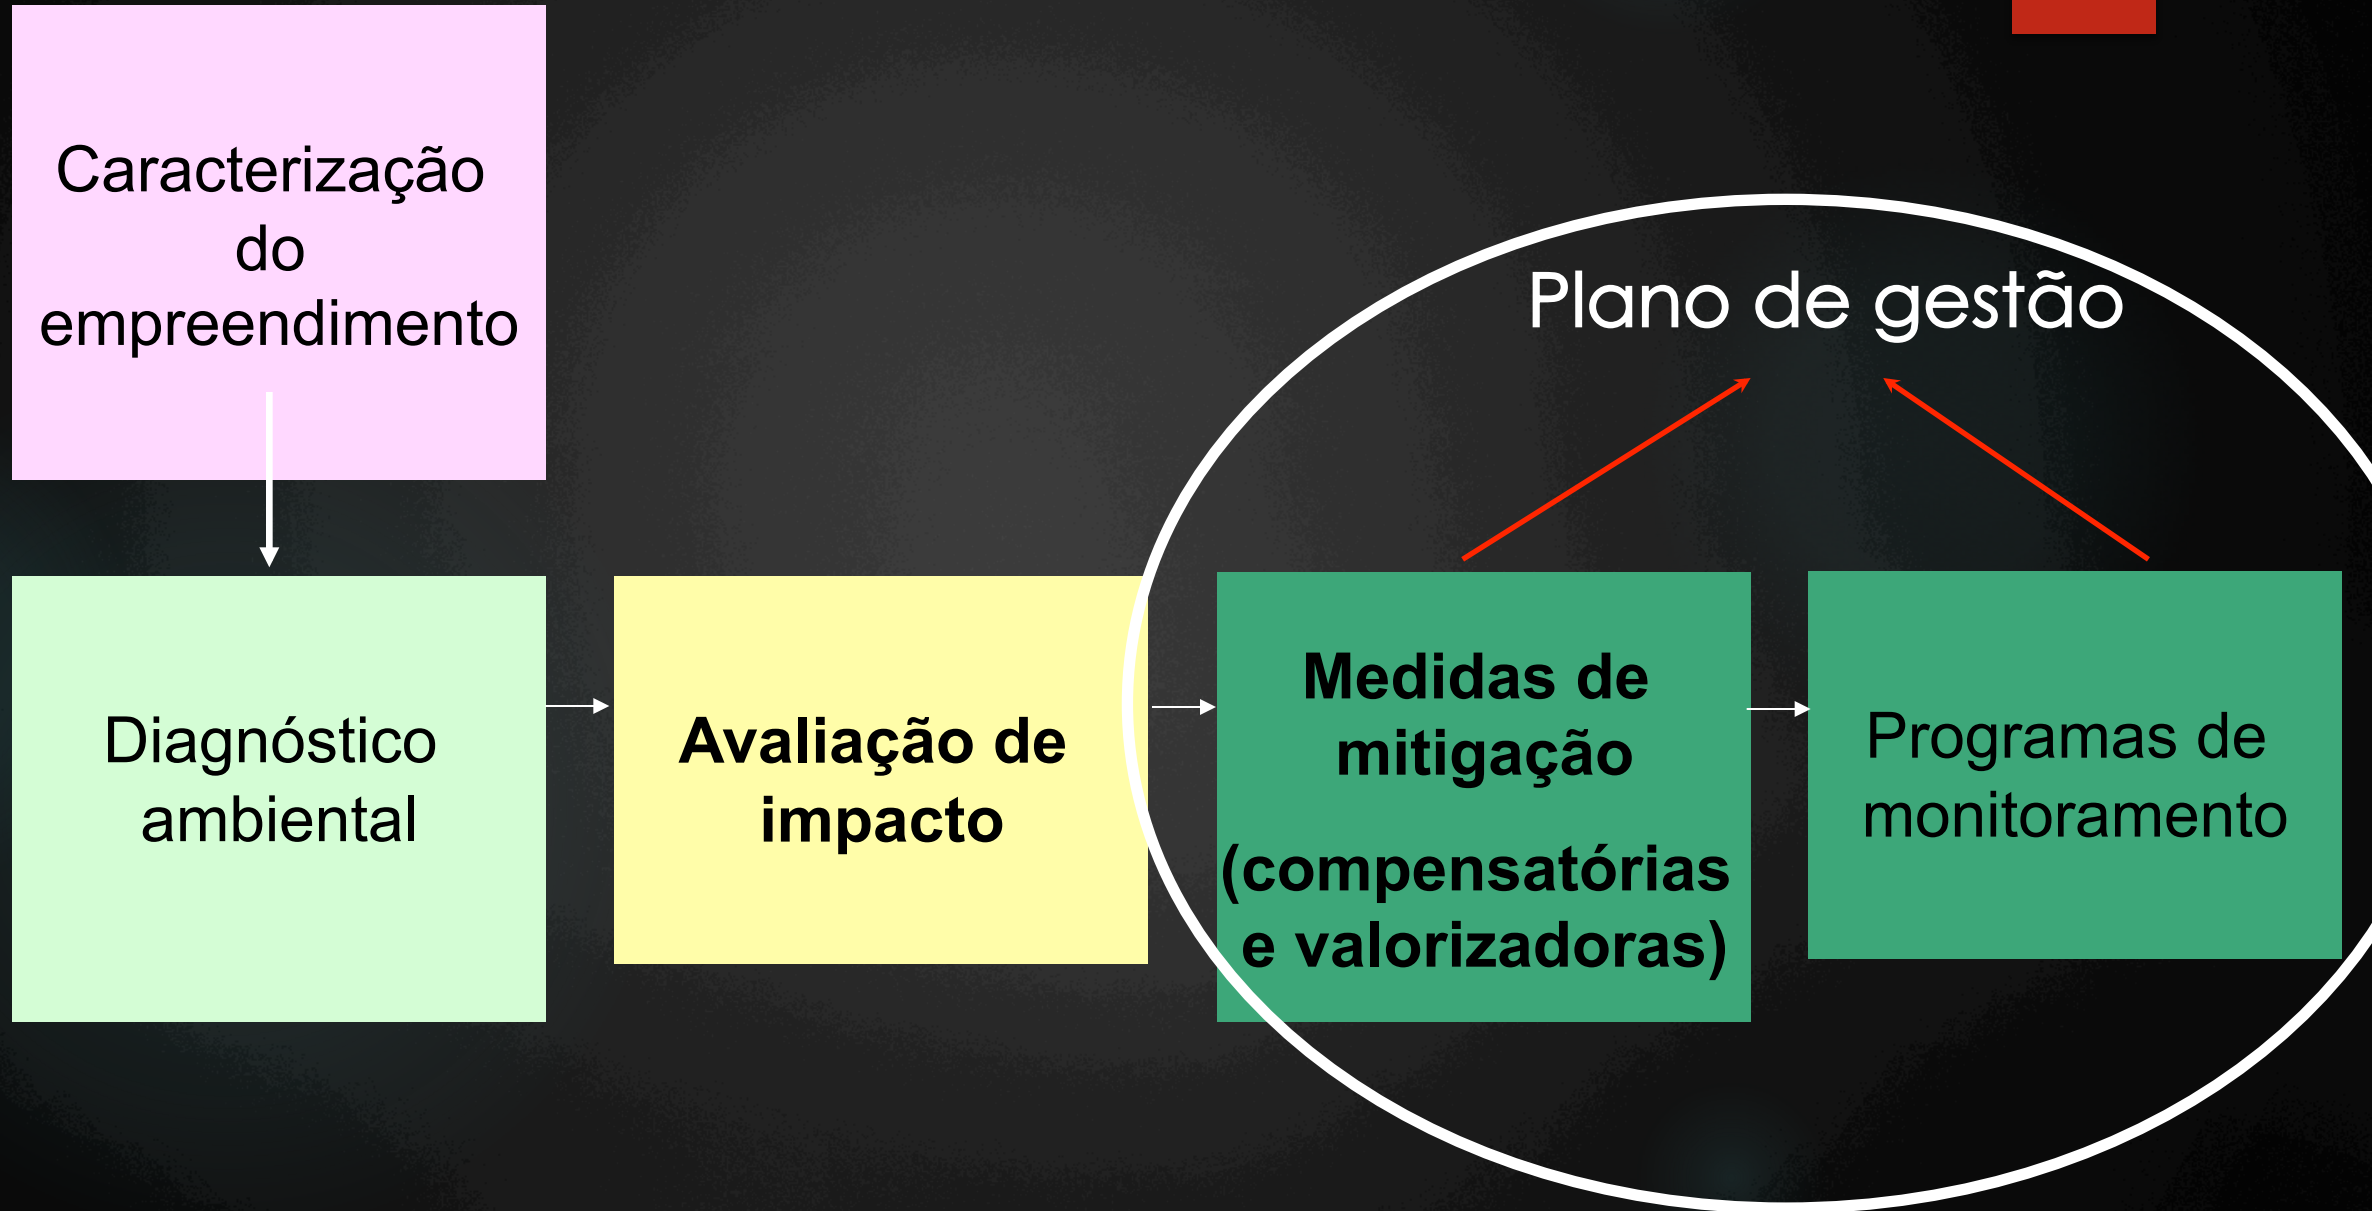 Caracterização
do
empreendimento
Plano de gestão
Diagnóstico
ambiental
Avaliação de
impacto
Medidas de
mitigação
(compensatórias
e valorizadoras)
Programas de
monitoramento